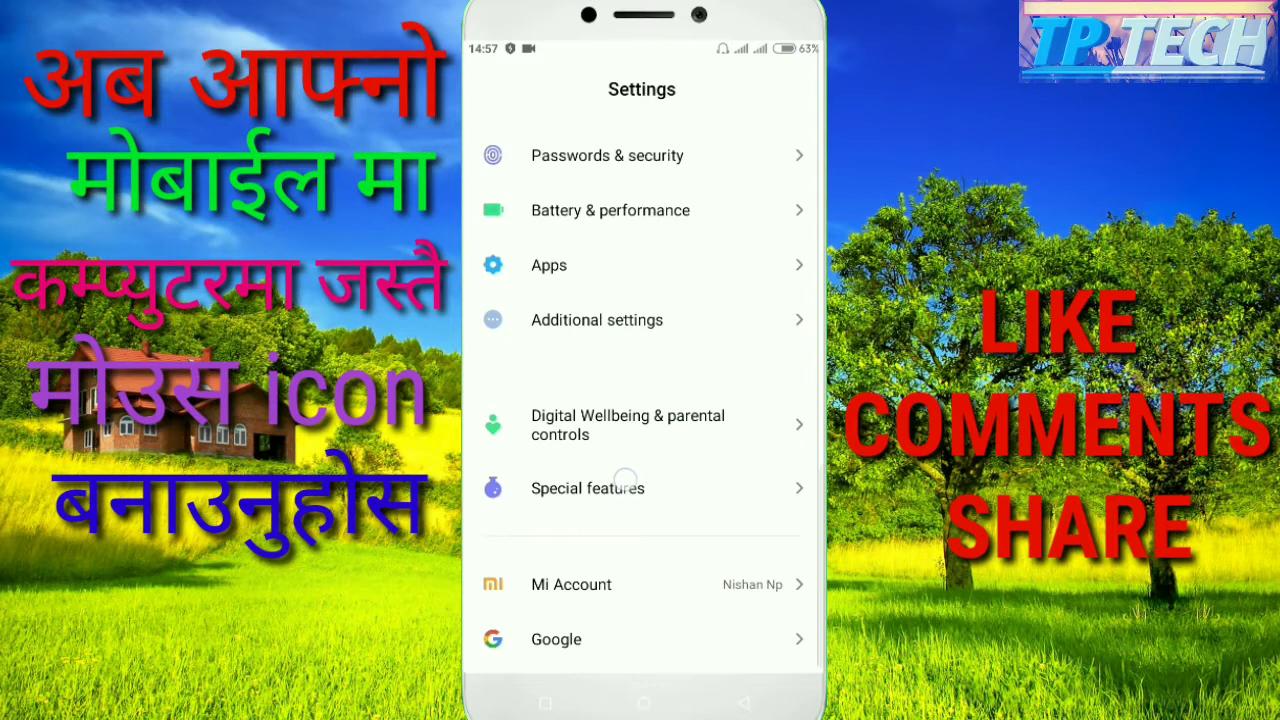 अब आफ्नो
मोबाईल मा
कम्प्युटरमा जस्तै
मोउस icon
बनाउनुहोस
14:57
63%
Settings
Passwords & security
Battery & performance
Apps
Additional settings
Digital Wellbeing & parental
controls
Special features
Mi Account
Nishan Np
Google
TP TECH
LIKE
COMMENTS
SHARE